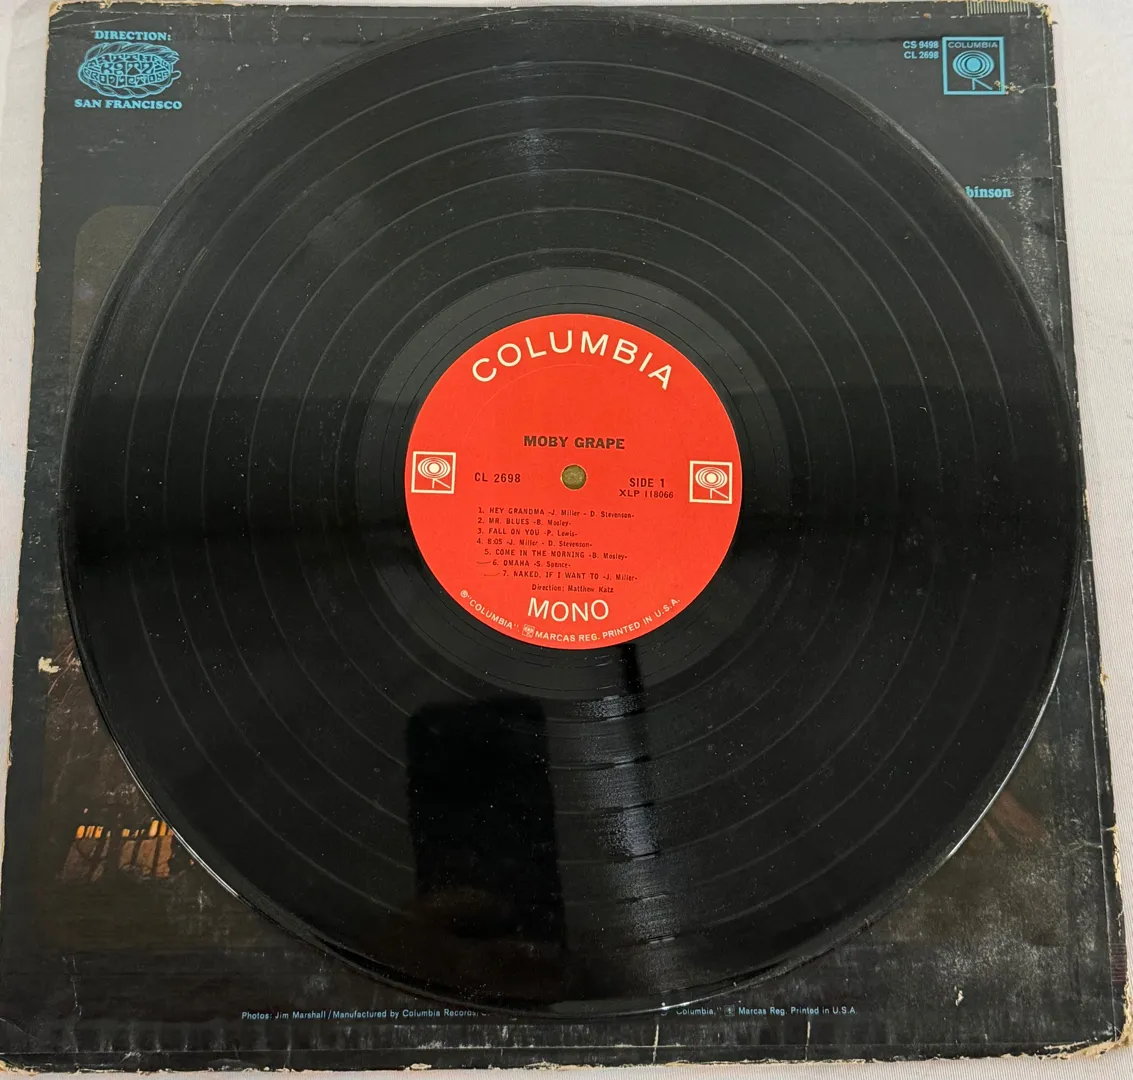 DIRECTION:
SAN FRANCISCO
CS 9498
CL 2698
COLUMBIA
binson
COLUMBIA
MOBY GRAPE
CL 2698
SIDE 1
XLP 118066
1. HEY GRANDMA -J. Miller - D. Stevenson-
2. MR. BLUES -B. Mosley-
3. FALL ON YOU -P. Lewis-
4. 8:05 -J. Miller - D. Stevenson-
5. COME IN THE MORNING -B. Mosley-
6. OMAHA -S. Spence-
7. NAKED, IF I WANT TO -J. Miller-
Direction: Matthew Katz
MONO
®"COLUMBIA", MARCAS REG. PRINTED IN U.S.A.
Photos: Jim Marshall/Manufactured by Columbia Records,
Columbia," Marcas Reg. Printed in U.S.A.